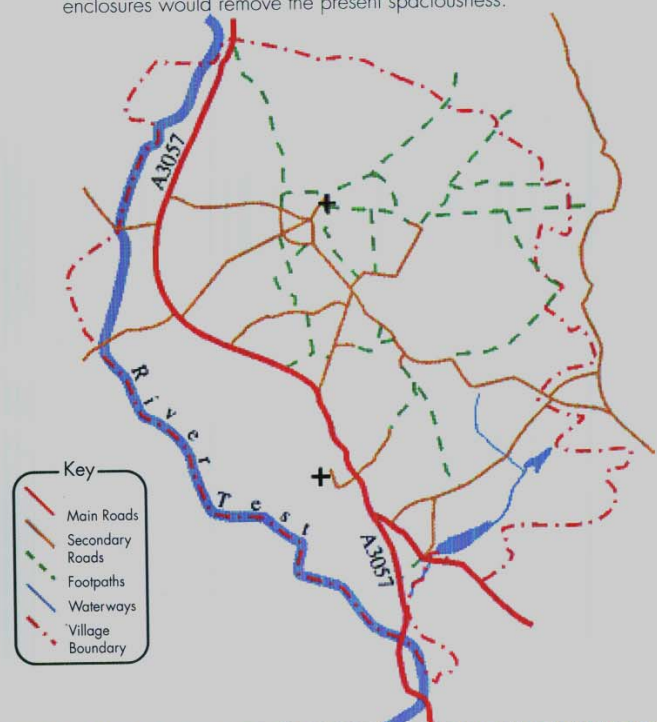 enclosures would remove the present spaciousness.
A3057
River Test
A3057
Key
Main Roads
Secondary
Roads
Footpaths
Waterways
Village
Boundary